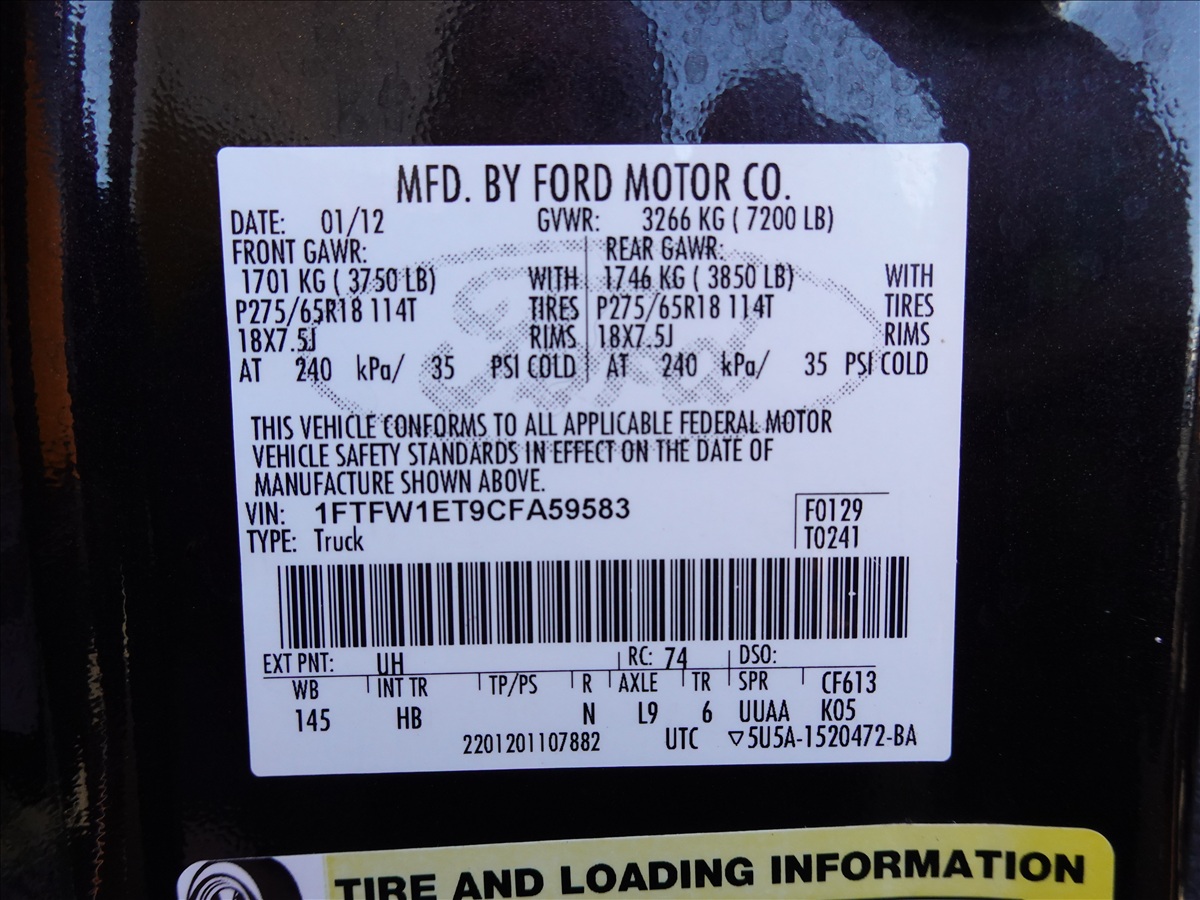 MFD. BY FORD MOTOR CO.
DATE: 01/12 GVWR: 3266 KG ( 7200 LB)
FRONT GAWR: REAR GAWR:
1701 KG ( 3750 LB) WITH 1746 KG ( 3850 LB) WITH
P275/65R18 114T TIRES P275/65R18 114T TIRES
18X7.5J RIMS 18X7.5J RIMS
AT 240 kPa/ 35 PSI COLD AT 240 kPa/ 35 PSI COLD
Ford
THIS VEHICLE CONFORMS TO ALL APPLICABLE FEDERAL MOTOR
VEHICLE SAFETY STANDARDS IN EFFECT ON THE DATE OF
MANUFACTURE SHOWN ABOVE.
VIN: 1FTFW1ET9CFA59583 F0129
TYPE: Truck T0241
EXT PNT: UH RC: 74 DSO:
WB INT TR TP/PS R AXLE TR SPR CF613
145 HB N L9 6 UUAA K05
2201201107882 UTC ▽5U5A-1520472-BA
TIRE AND LOADING INFORMATION